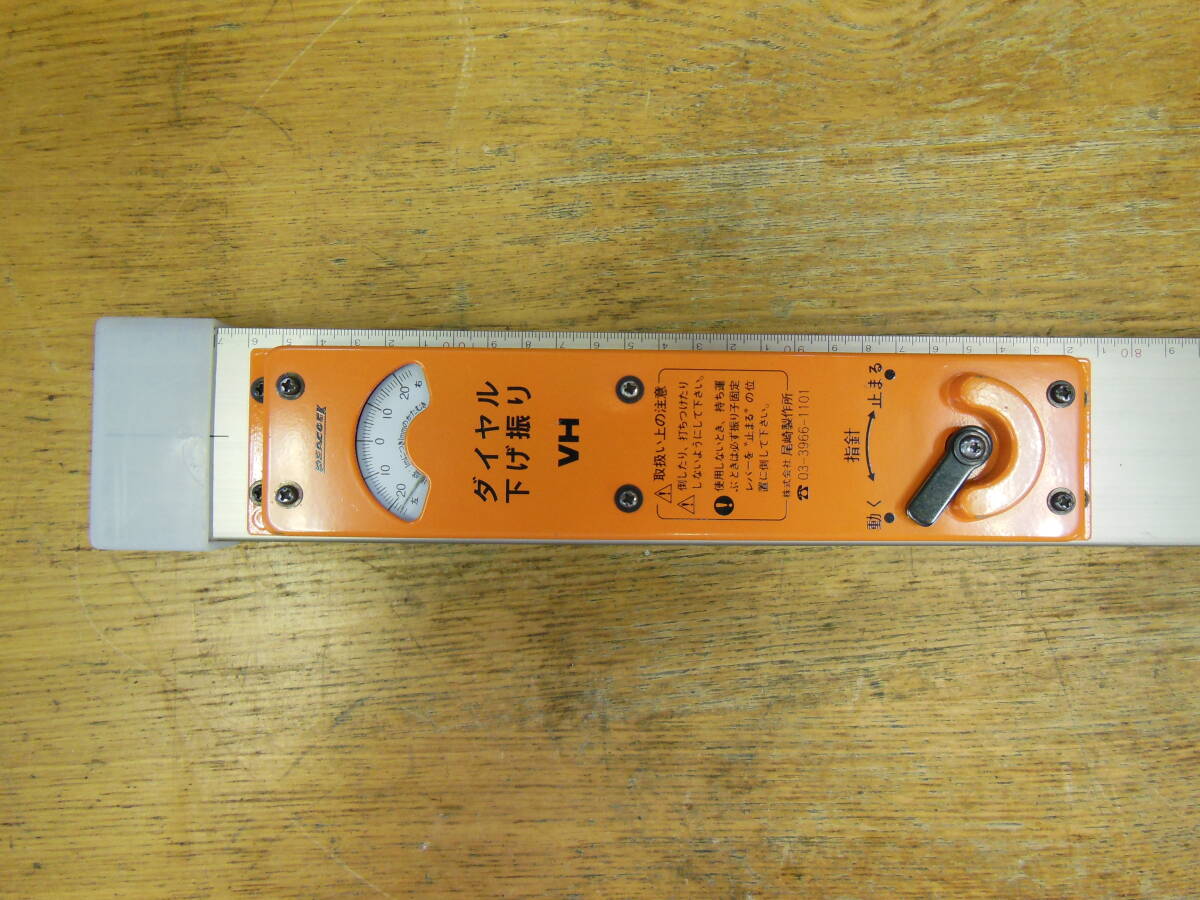 PEACOCK
左 20 10 0 10 20 右
ダイヤル
下げ振り
VH
取扱い上の注意
倒したり、打ちつけたり
しないようにして下さい。
使用しないとき、持ち運
ぶときは必ず振り子固定
レバーを"止まる"の位
置に倒して下さい。
株式会社 尾崎製作所
☎ 03-3966-1101
動く 指針 止まる